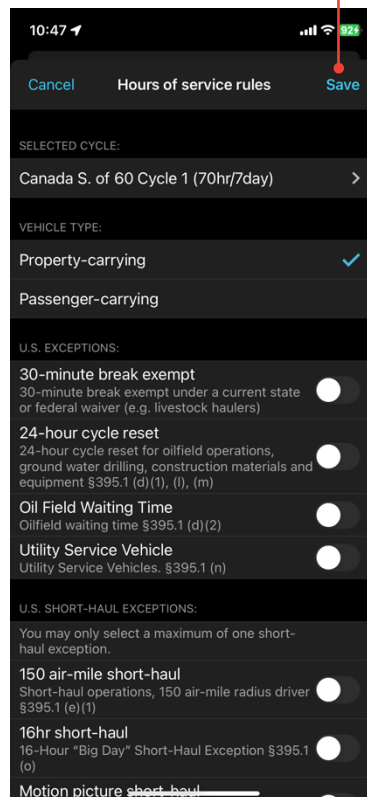 10:47
92
Cancel Hours of service rules Save
SELECTED CYCLE:
Canada S. of 60 Cycle 1 (70hr/7day)
VEHICLE TYPE:
Property-carrying
Passenger-carrying
U.S. EXCEPTIONS:
30-minute break exempt
30-minute break exempt under a current state
or federal waiver (e.g. livestock haulers)
24-hour cycle reset
24-hour cycle reset for oilfield operations,
ground water drilling, construction materials and
equipment §395.1 (d)(1), (l), (m)
Oil Field Waiting Time
Oilfield waiting time §395.1 (d)(2)
Utility Service Vehicle
Utility Service Vehicles. §395.1 (n)
U.S. SHORT-HAUL EXCEPTIONS:
You may only select a maximum of one short-
haul exception.
150 air-mile short-haul
Short-haul operations, 150 air-mile radius driver
§395.1 (e)(1)
16hr short-haul
16-Hour “Big Day” Short-Haul Exception §395.1
(o)
Motion picture short-haul